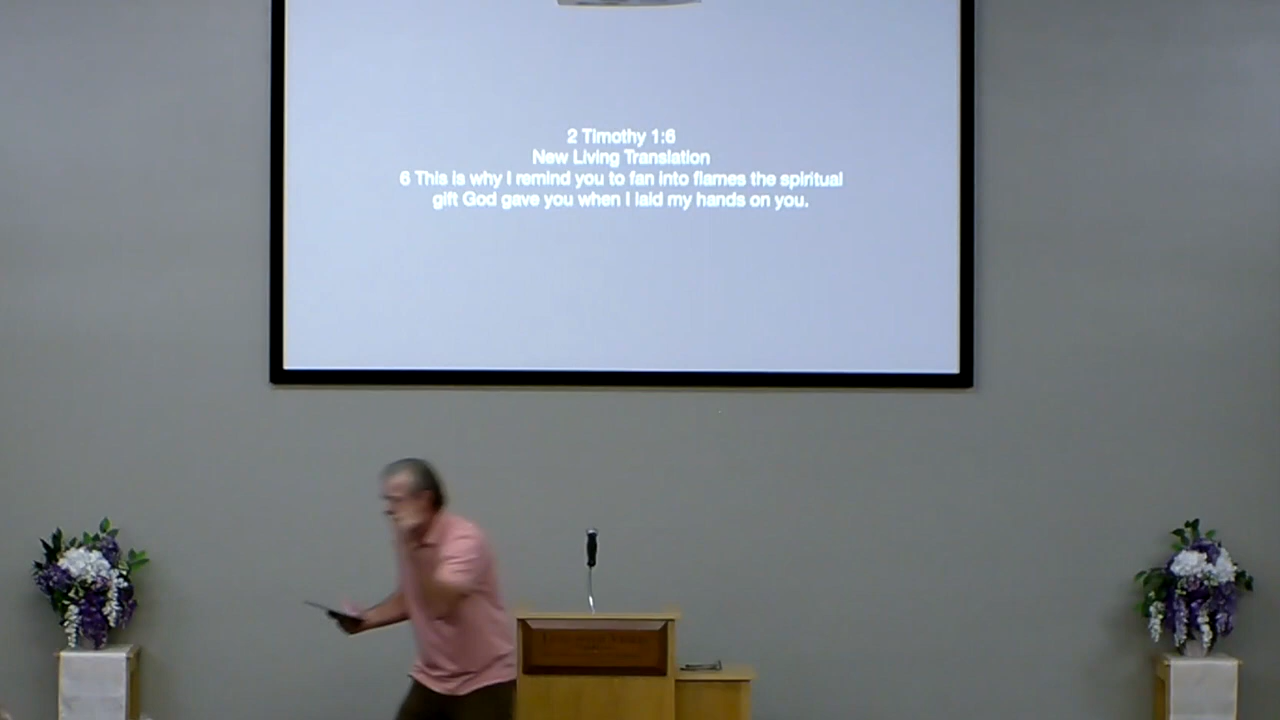 2 Timothy 1:6
New Living Translation
6 This is why I remind you to fan into flames the spiritual
gift God gave you when I laid my hands on you.